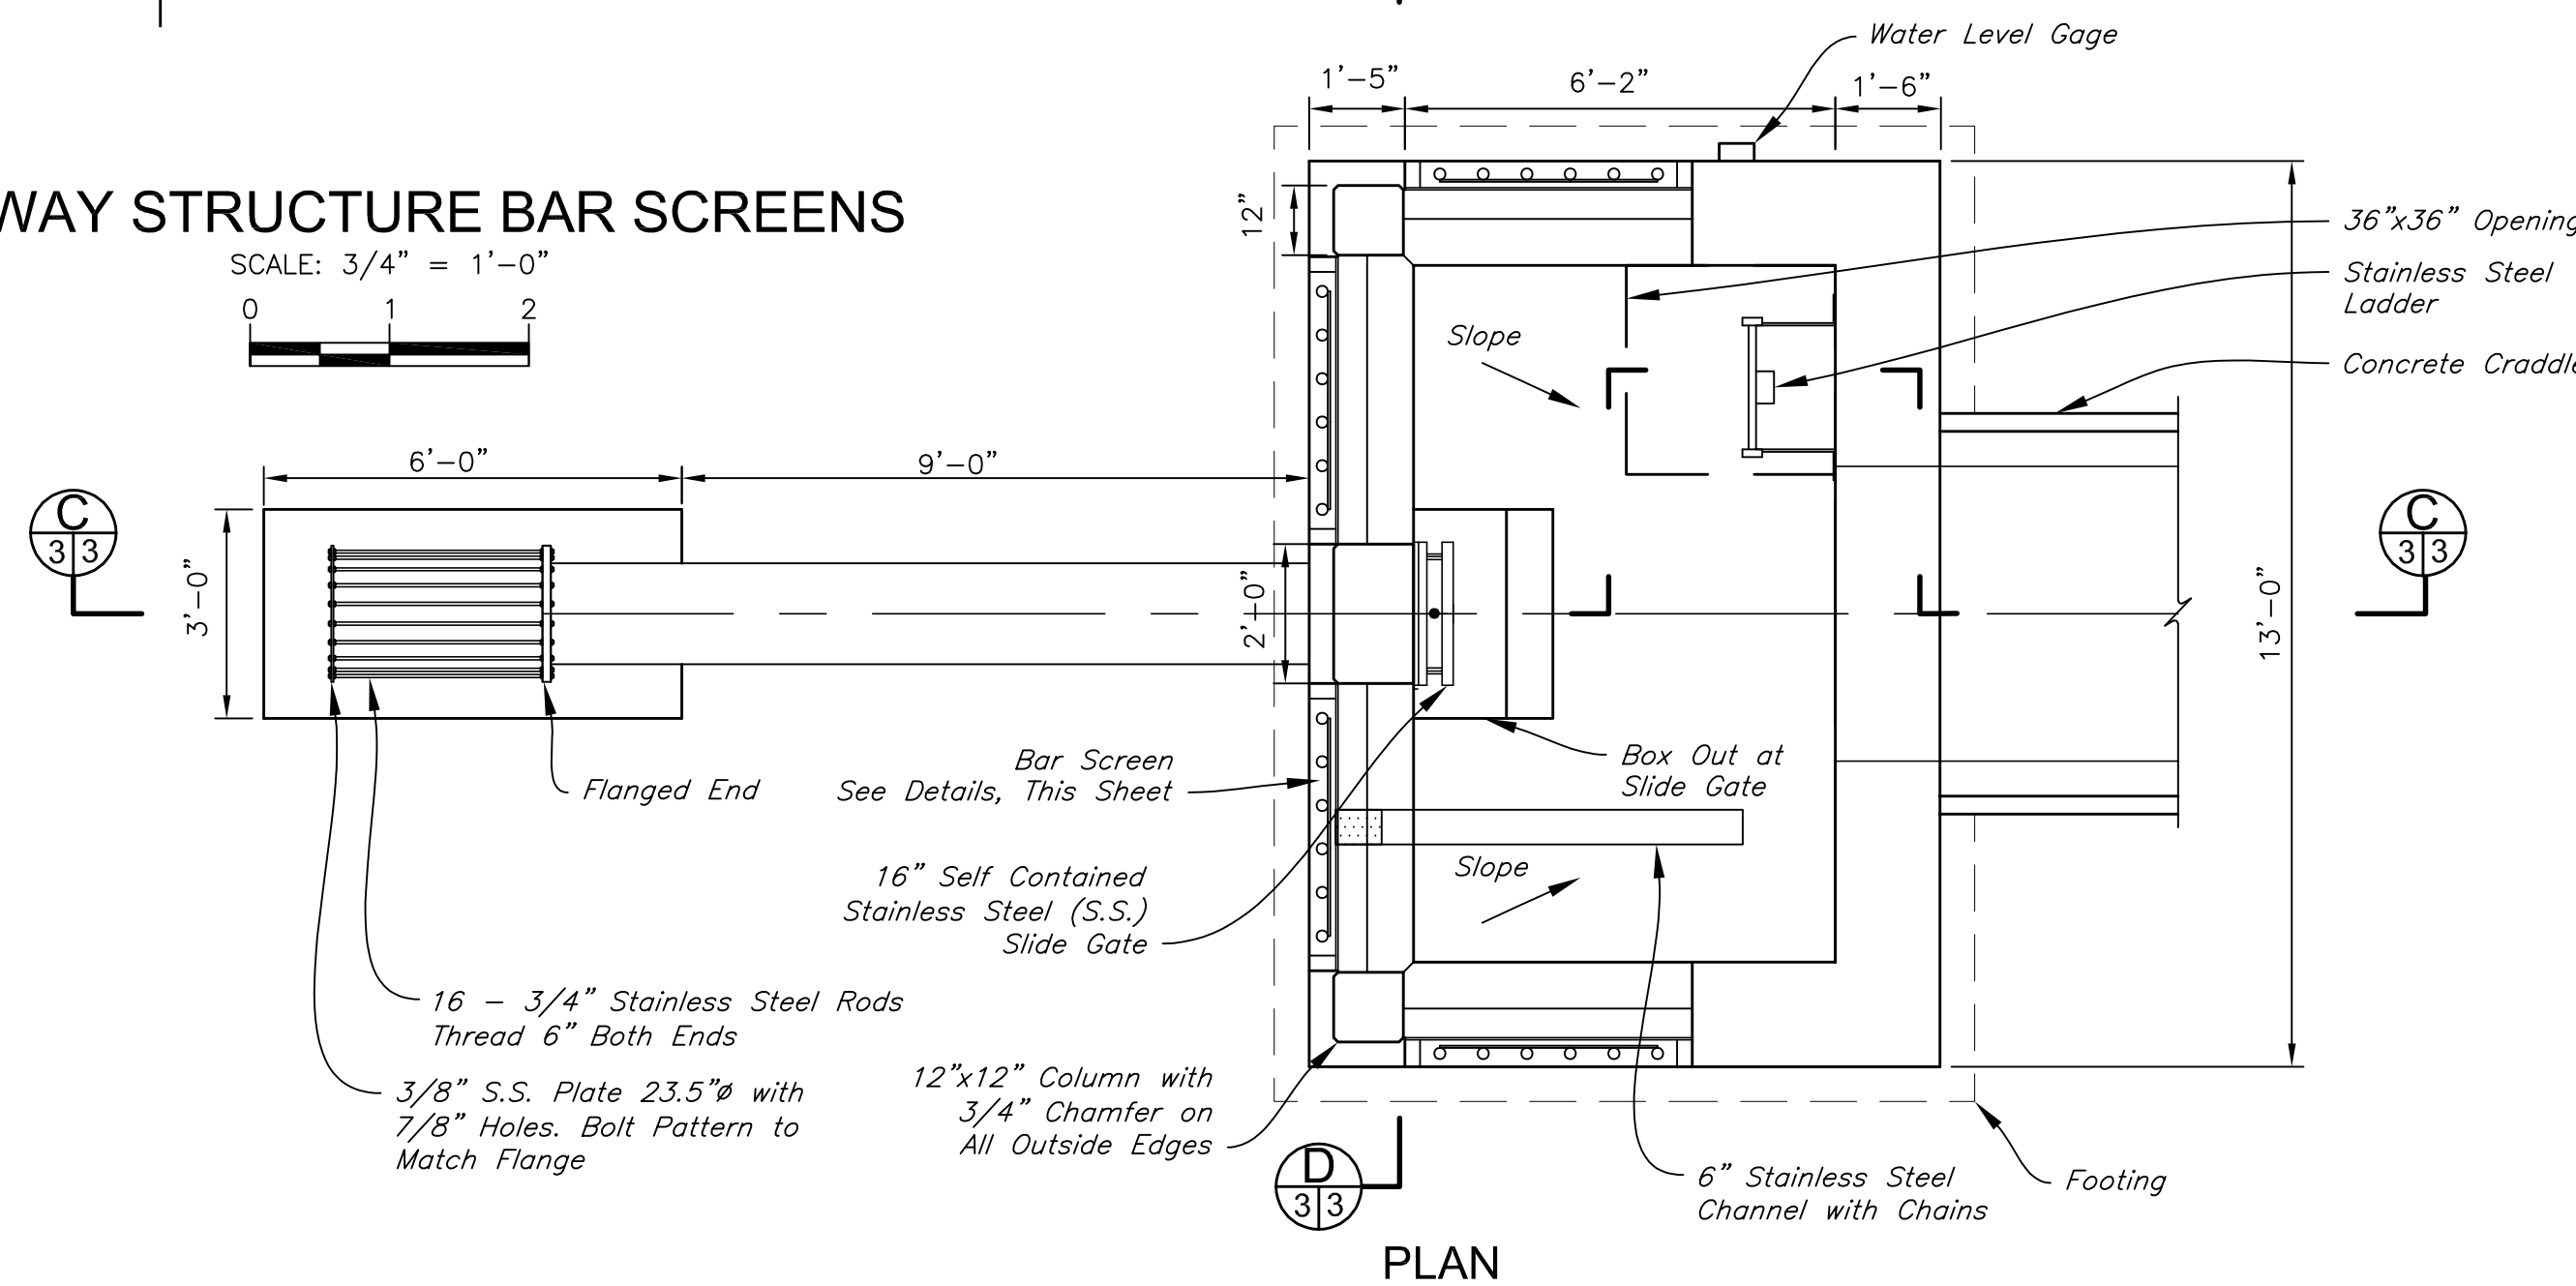 Water Level Gage
1'-5"
6'-2"
1'-6"
WAY STRUCTURE BAR SCREENS
SCALE: 3/4" = 1'-0"
0 1 2
12"
36"x36" Opening
Stainless Steel
Ladder
Concrete Craddle
Slope
6'-0"
9'-0"
C
3 3
C
3 3
3'-0"
2'-0"
13'-0"
Flanged End
Bar Screen
See Details, This Sheet
Box Out at
Slide Gate
16" Self Contained
Stainless Steel (S.S.)
Slide Gate
Slope
16 - 3/4" Stainless Steel Rods
Thread 6" Both Ends
3/8" S.S. Plate 23.5"ø with
7/8" Holes. Bolt Pattern to
Match Flange
12"x12" Column with
3/4" Chamfer on
All Outside Edges
D
3 3
6" Stainless Steel
Channel with Chains
Footing
PLAN